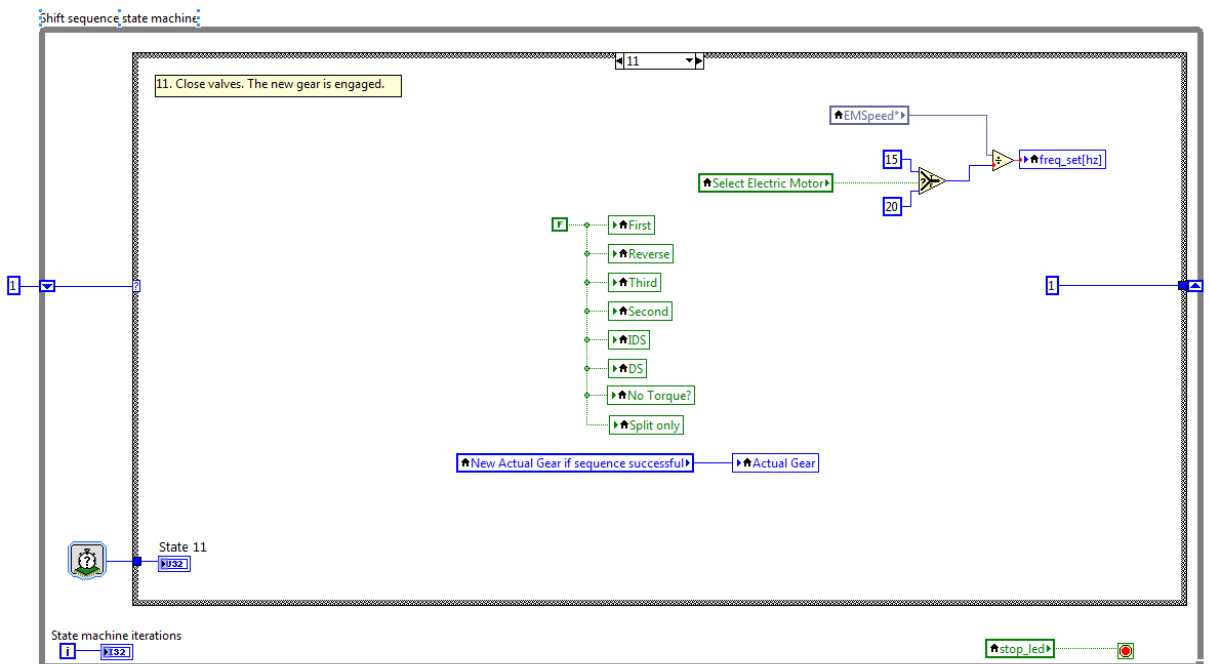 Shift sequence state machine
11
11. Close valves. The new gear is engaged.
EMSpeed*
15
freq_set[hz]
Select Electric Motor
?
20
F
First
Reverse
Third
1
?
1
Second
IDS
DS
No Torque?
Split only
New Actual Gear if sequence successful
Actual Gear
State 11
?
U32
State machine iterations
i
I32
stop_led